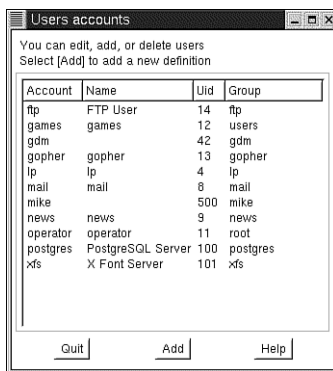 Users accounts
You can edit, add, or delete users
Select [Add] to add a new definition
Account Name Uid Group
ftp FTP User 14 ftp
games games 12 users
gdm 42 gdm
gopher gopher 13 gopher
lp lp 4 lp
mail mail 8 mail
mike 500 mike
news news 9 news
operator operator 11 root
postgres PostgreSQL Server 100 postgres
xfs X Font Server 101 xfs
Quit Add Help